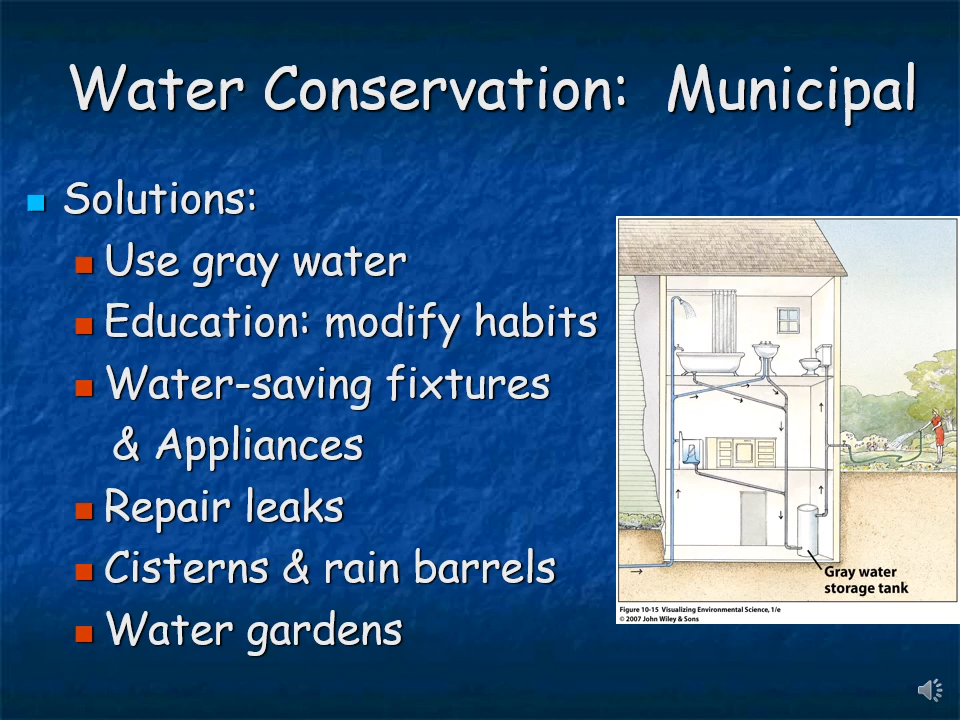 Water Conservation: Municipal
Solutions:
Use gray water
Education: modify habits
Water-saving fixtures
& Appliances
Repair leaks
Cisterns & rain barrels
Water gardens
Gray water
storage tank
Figure 10-15 Visualizing Environmental Science, 1/e
© 2007 John Wiley & Sons